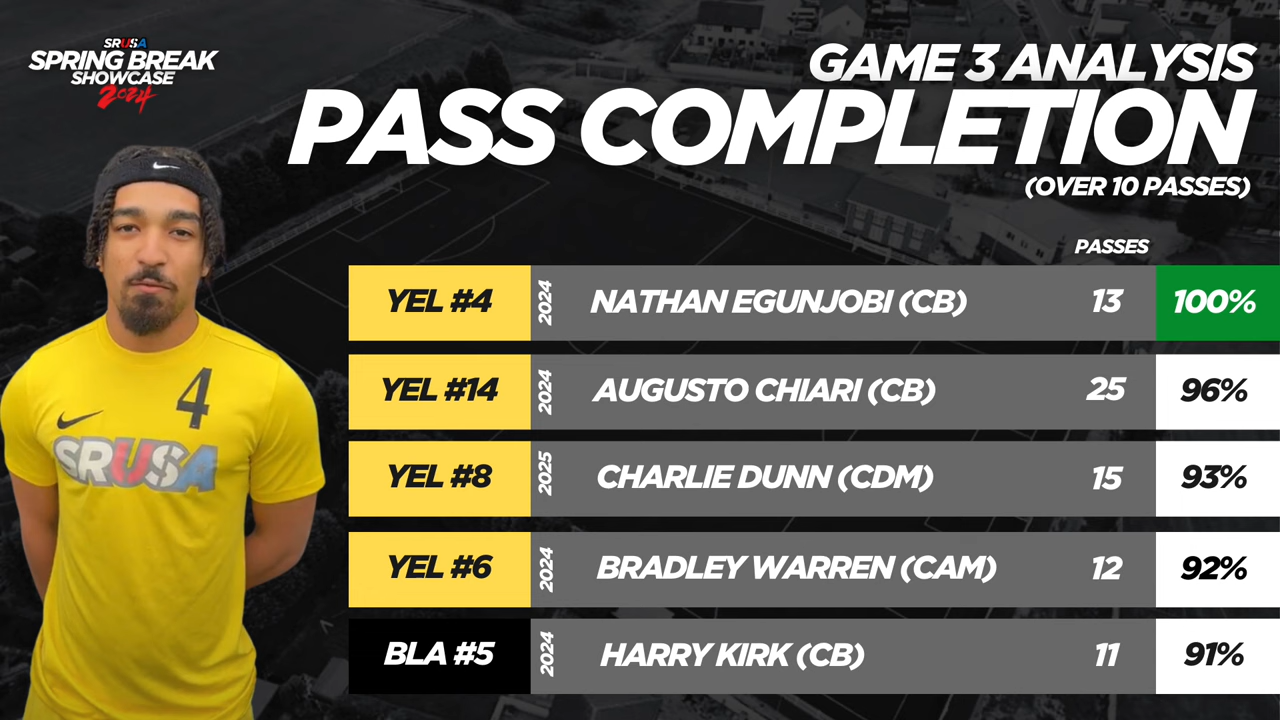 SRUSA
SPRING BREAK
SHOWCASE
2024
GAME 3 ANALYSIS
PASS COMPLETION
(OVER 10 PASSES)
PASSES
YEL #4 2024 NATHAN EGUNJOBI (CB) 13 100%
YEL #14 2024 AUGUSTO CHIARI (CB) 25 96%
YEL #8 2025 CHARLIE DUNN (CDM) 15 93%
YEL #6 2024 BRADLEY WARREN (CAM) 12 92%
BLA #5 2024 HARRY KIRK (CB) 11 91%
4
SRUSA